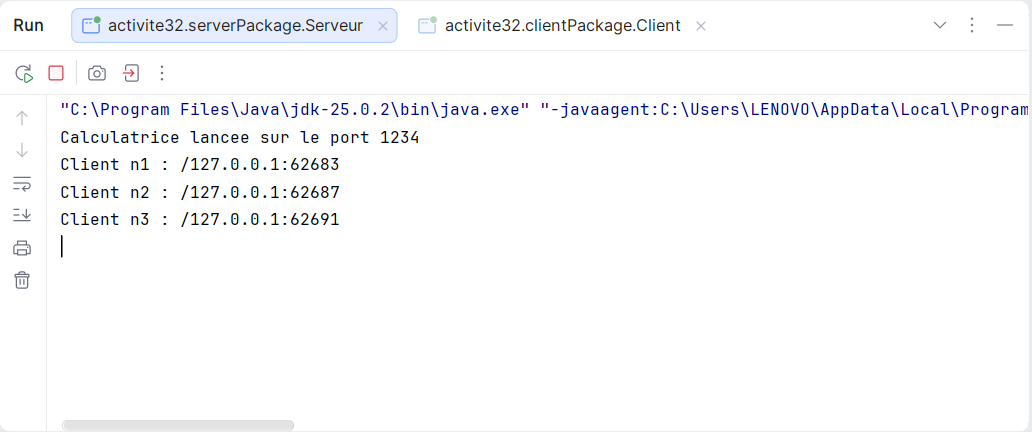 Run activite32.serverPackage.Serveur activite32.clientPackage.Client
"C:\Program Files\Java\jdk-25.0.2\bin\java.exe" "-javaagent:C:\Users\LENOVO\AppData\Local\Program
Calculatrice lancee sur le port 1234
Client n1 : /127.0.0.1:62683
Client n2 : /127.0.0.1:62687
Client n3 : /127.0.0.1:62691